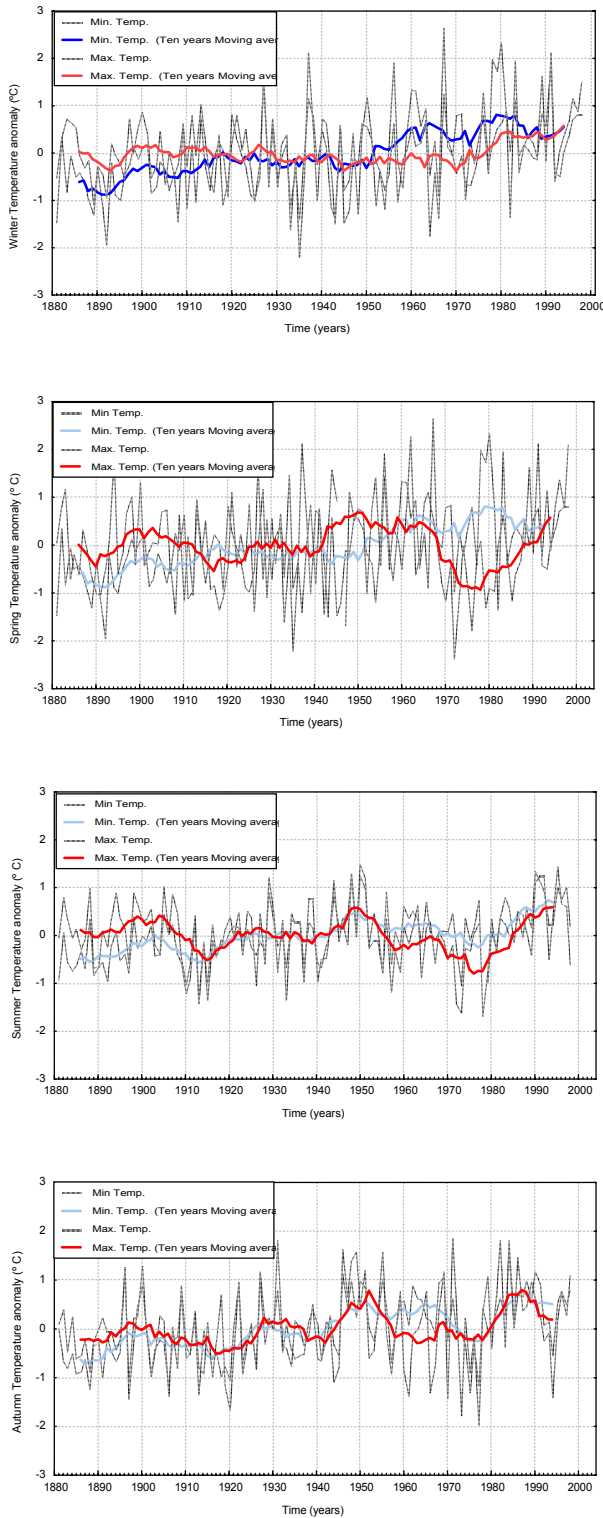 3
2
1
0
-1
-2
-3
Winter Temperature anomaly (ºC)
Min. Temp.
Min. Temp. (Ten years Moving aver
Max. Temp.
Max. Temp. (Ten years Moving ave
1880 1890 1900 1910 1920 1930 1940 1950 1960 1970 1980 1990 2000
Time (years)
3
2
1
0
-1
-2
-3
Spring Temperature anomaly (º C)
Min Temp.
Min. Temp. (Ten years Moving avera
Max. Temp.
Max. Temp. (Ten years Moving avera
1880 1890 1900 1910 1920 1930 1940 1950 1960 1970 1980 1990 2000
Time (years)
3
2
1
0
-1
-2
-3
Summer Temperature anomaly (º C)
Min Temp.
Min. Temp. (Ten years Moving avera
Max. Temp.
Max. Temp. (Ten years Moving avera
1880 1890 1900 1910 1920 1930 1940 1950 1960 1970 1980 1990 2000
Time (years)
3
2
1
0
-1
-2
-3
Autumn Temperature anomaly (º C)
Min Temp.
Min. Temp. (Ten years Moving avera
Max. Temp.
Max. Temp. (Ten years Moving avera
1880 1890 1900 1910 1920 1930 1940 1950 1960 1970 1980 1990 2000
Time (years)